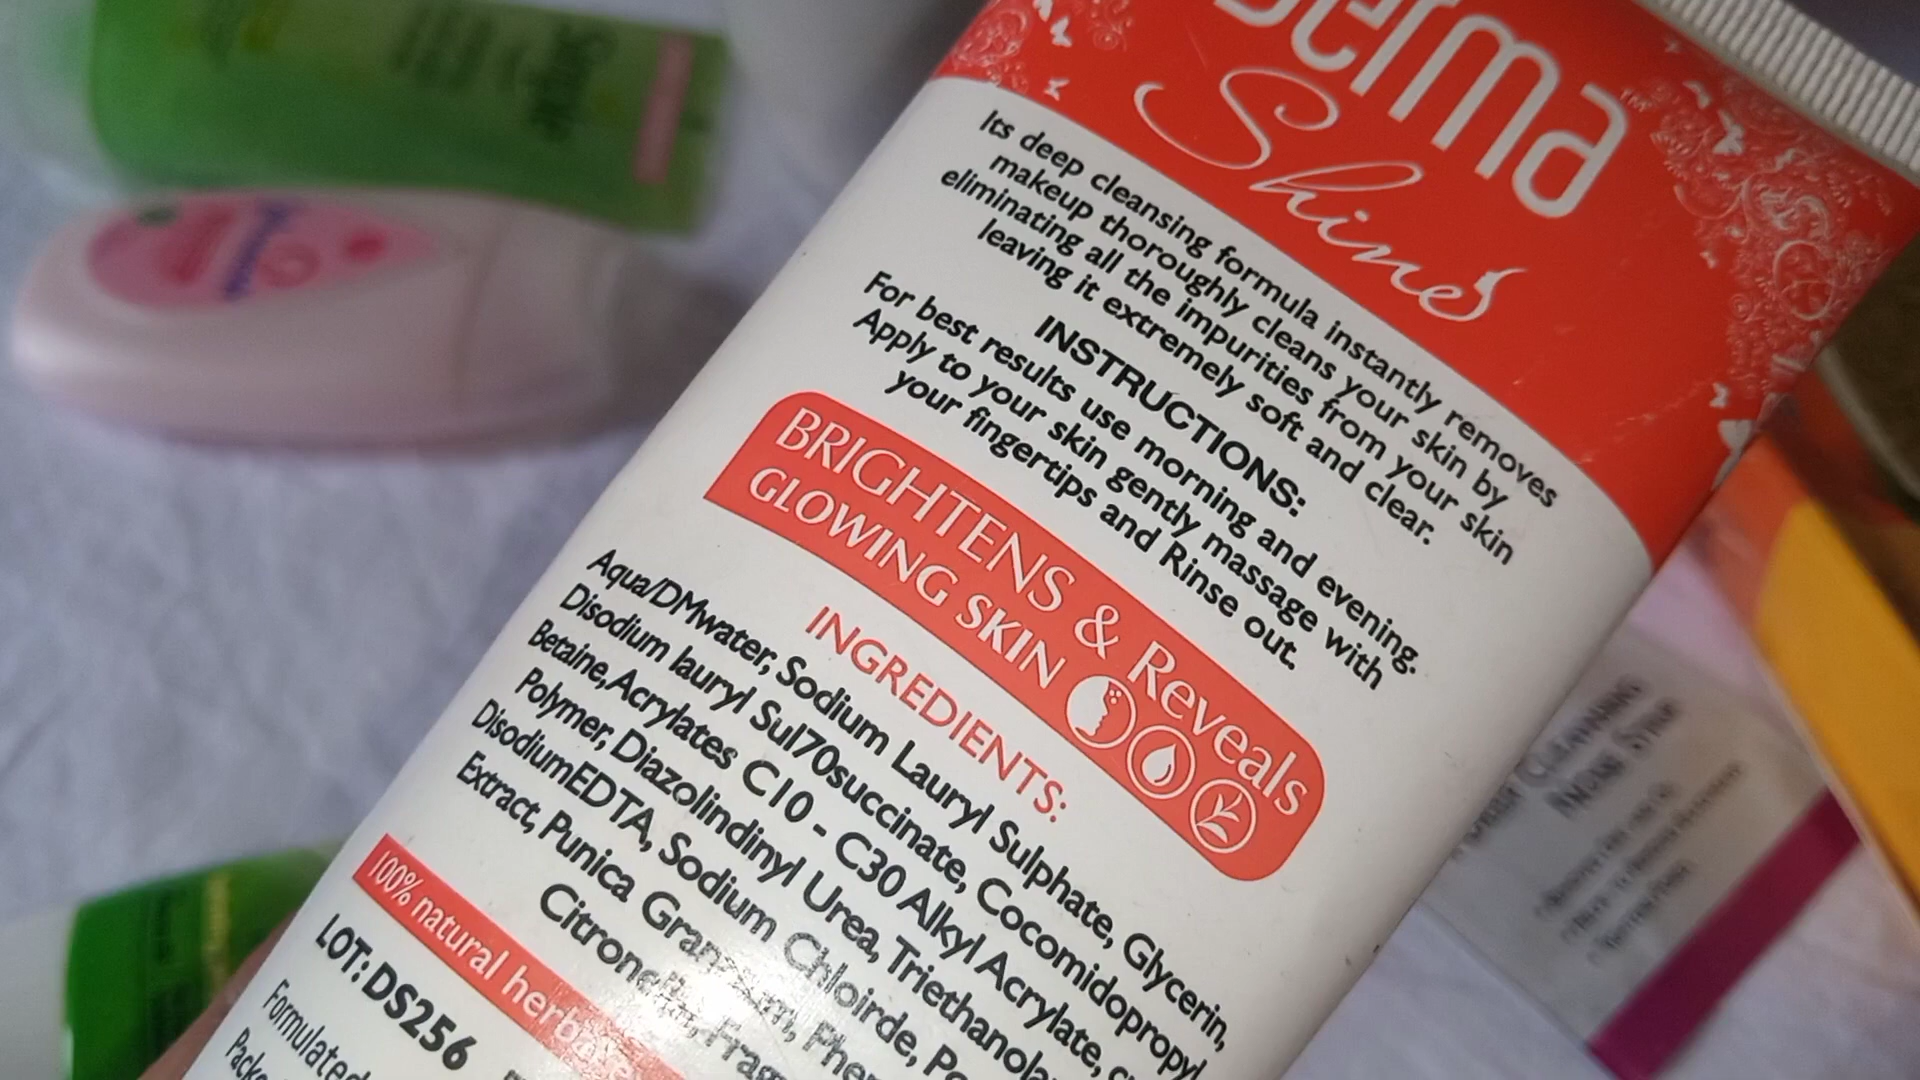 Derma
Shine
TM
Its deep cleansing formula instantly removes
makeup thoroughly cleans your skin by
eliminating all the impurities from your skin
leaving it extremely soft and clear.
INSTRUCTIONS:
For best results use morning and evening.
Apply to your skin gently massage with
your fingertips and Rinse out.
BRIGHTENS & Reveals
GLOWING SKIN
INGREDIENTS:
Aqua/DMwater, Sodium Lauryl Sulphate, Glycerin,
Disodium lauryl Sul70succinate, Cocomidopropyl
Betaine, Acrylates C10 - C30 Alkyl Acrylate,
Polymer, Diazolindinyl Urea,
DisodiumEDTA, Sodium Chloirde,
Extract, Punica
Citronella,
100% natural
LOT: DS256
Formulated
Simple
Johnson's